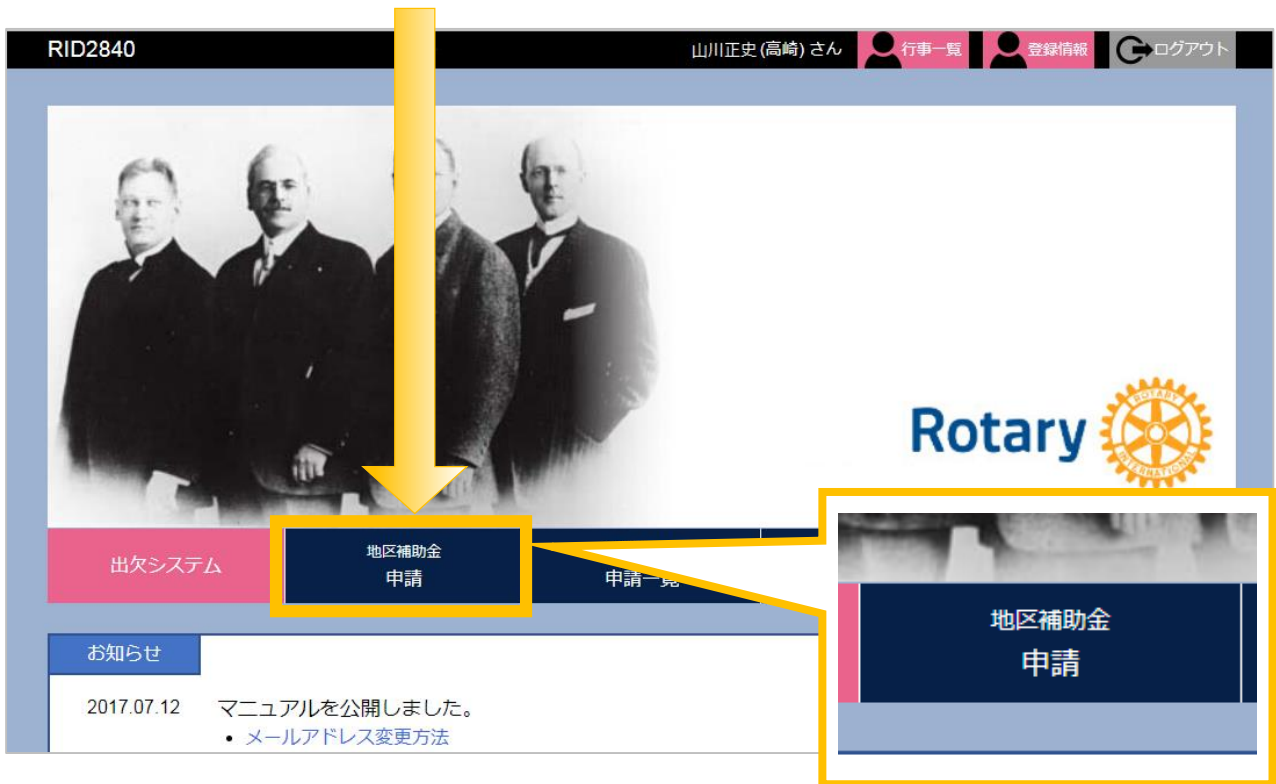 RID2840
山川正史(高崎) さん
行事一覧
登録情報
ログアウト
Rotary
ROTARY
INTERNATIONAL
出欠システム
地区補助金
申請
申請一覧
地区補助金
申請
お知らせ
2017.07.12 マニュアルを公開しました。
• メールアドレス変更方法